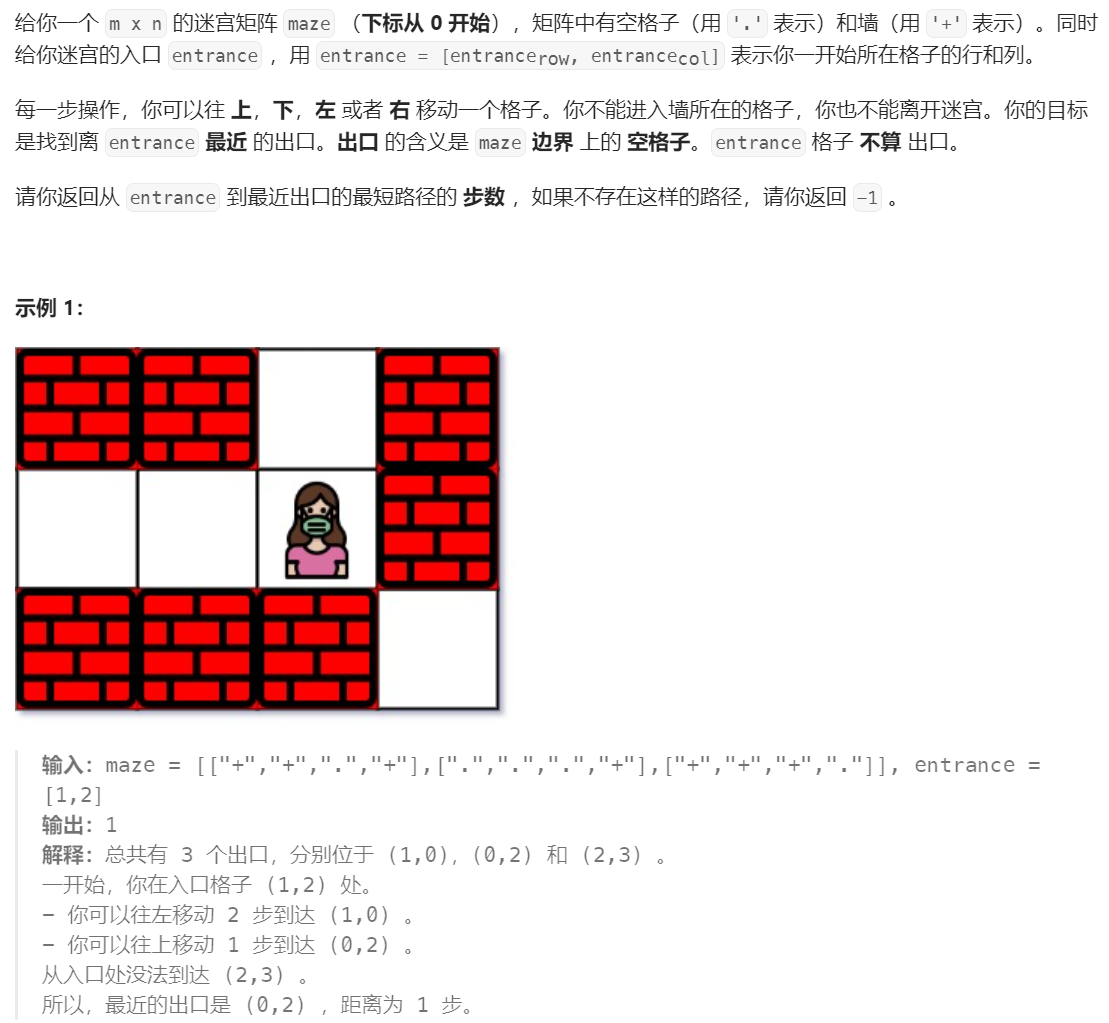 给你一个 m x n 的迷宫矩阵 maze （下标从 0 开始），矩阵中有空格子（用 '.' 表示）和墙（用 '+' 表示）。同时
给你迷宫的入口 entrance ，用 entrance = [entrancerow, entrancecol] 表示你一开始所在格子的行和列。
每一步操作，你可以往 上，下，左 或者 右 移动一个格子。你不能进入墙所在的格子，你也不能离开迷宫。你的目标
是找到离 entrance 最近 的出口。出口 的含义是 maze 边界 上的 空格子。entrance 格子 不算 出口。
请你返回从 entrance 到最近出口的最短路径的 步数 ，如果不存在这样的路径，请你返回 -1 。
示例 1：
输入：maze = [["+","+",".","+"],[".",".",".","+"],["+","+","+","."]], entrance =
[1,2]
输出：1
解释：总共有 3 个出口，分别位于 (1,0)，(0,2) 和 (2,3) 。
一开始，你在入口格子 (1,2) 处。
- 你可以往左移动 2 步到达 (1,0) 。
- 你可以往上移动 1 步到达 (0,2) 。
从入口处没法到达 (2,3) 。
所以，最近的出口是 (0,2) ，距离为 1 步。